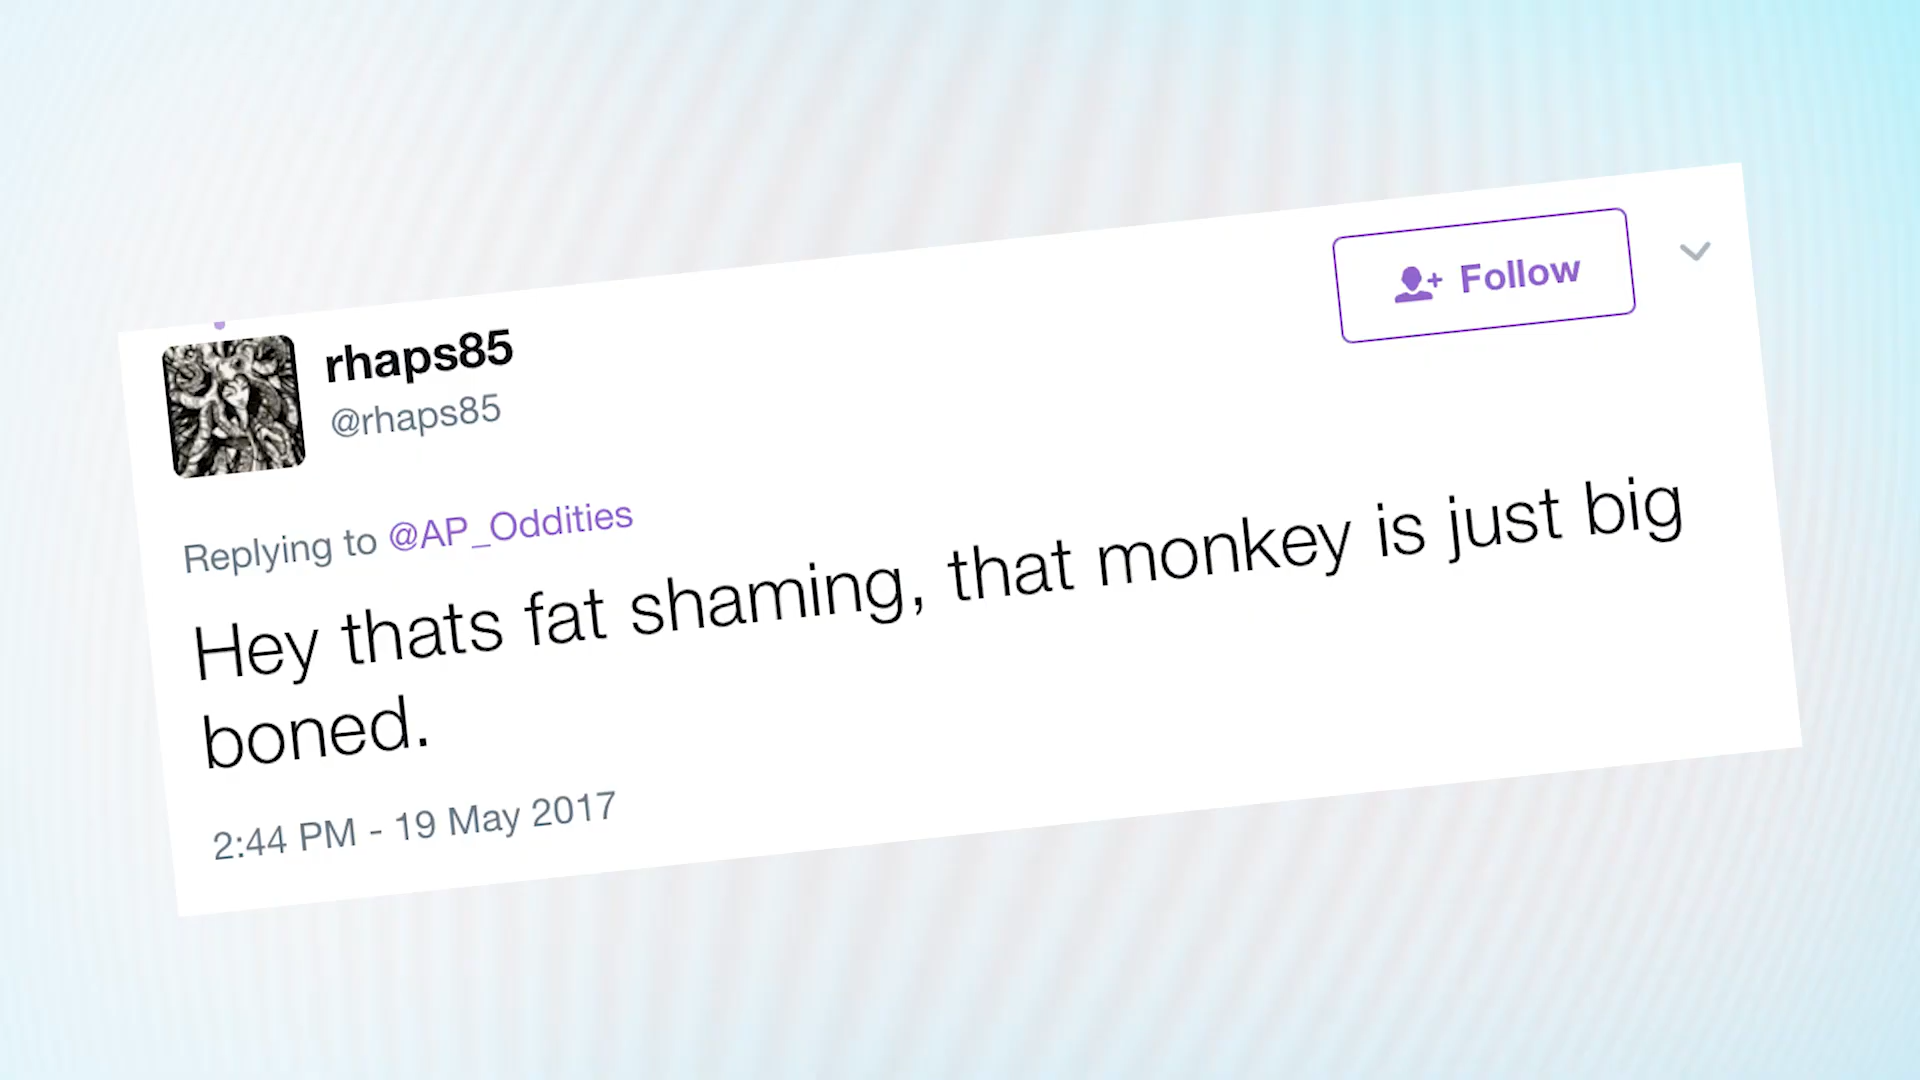 rhaps85
@rhaps85
Follow
Replying to @AP_Oddities
Hey thats fat shaming, that monkey is just big
boned.
2:44 PM - 19 May 2017